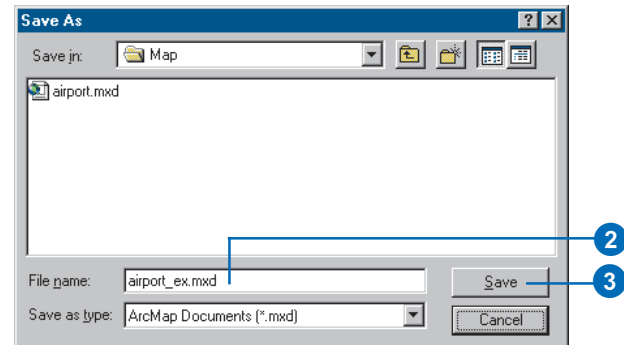 Save As
Save in: Map
airport.mxd
2
File name: airport_ex.mxd Save 3
Save as type: ArcMap Documents (*.mxd) Cancel